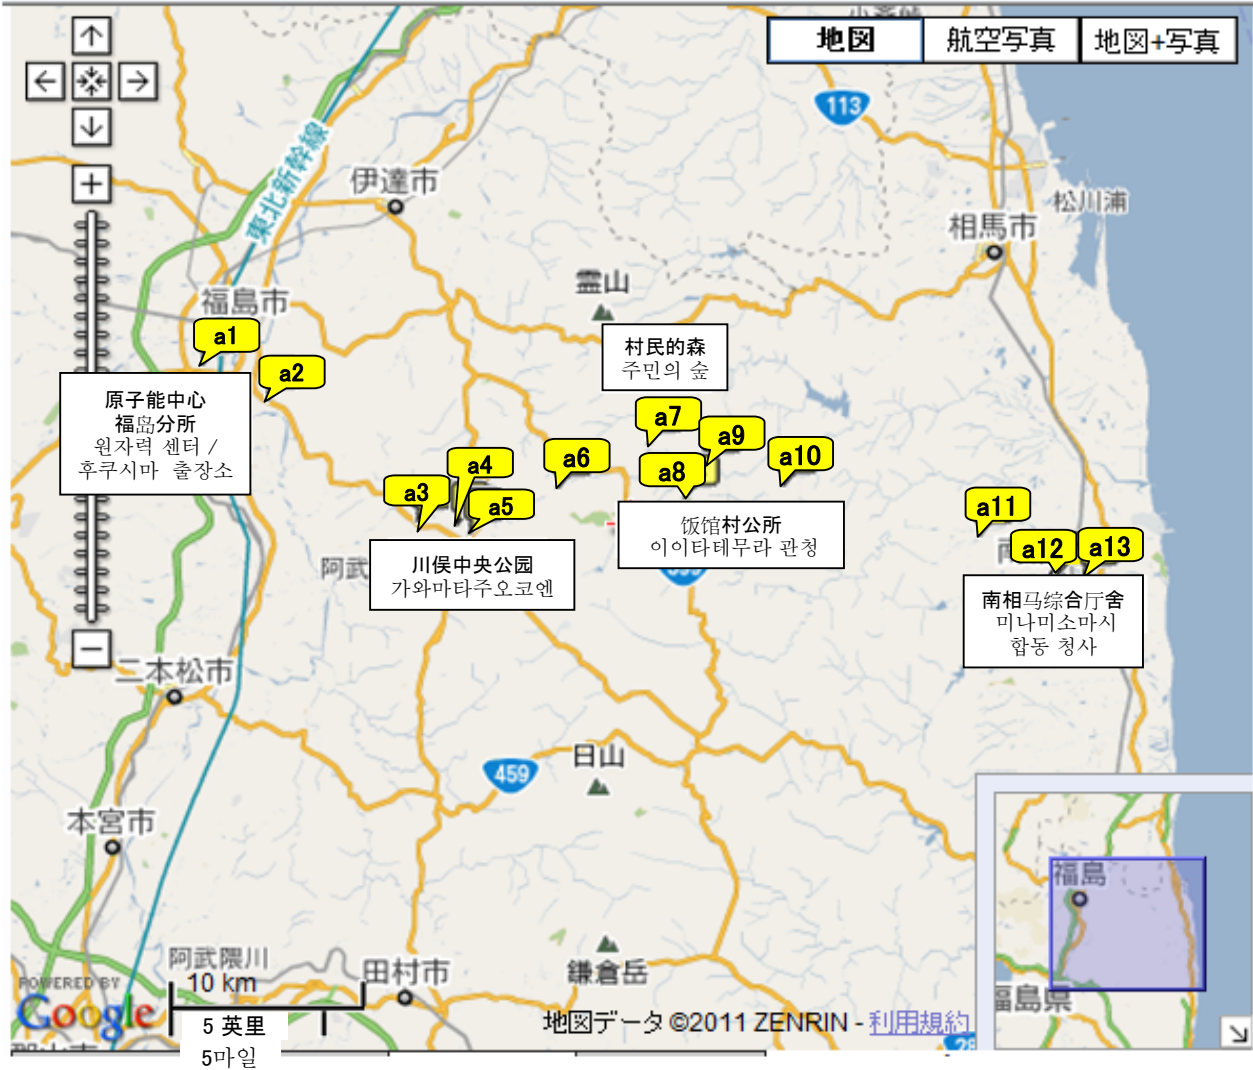 地図
航空写真
地図+写真
113
東北新幹線
伊達市
松川浦
相馬市
霊山
福島市
a1
村民的森
주민의 숲
a2
原子能中心
福岛分所
원자력 센터 /
후쿠시마 출장소
a7
a9
a10
a6
a8
a4
a3
a5
a11
饭馆村公所
이이타테무라 관청
a12
a13
川俣中央公园
가와마타주오코엔
阿武
南相马综合厅舍
미나미소마시
합동 청사
二本松市
日山
459
本宮市
福島
阿武隈川
10 km
田村市
鎌倉岳
福島県
POWERED BY
Google
5 英里
5마일
地図データ ©2011 ZENRIN - 利用規約